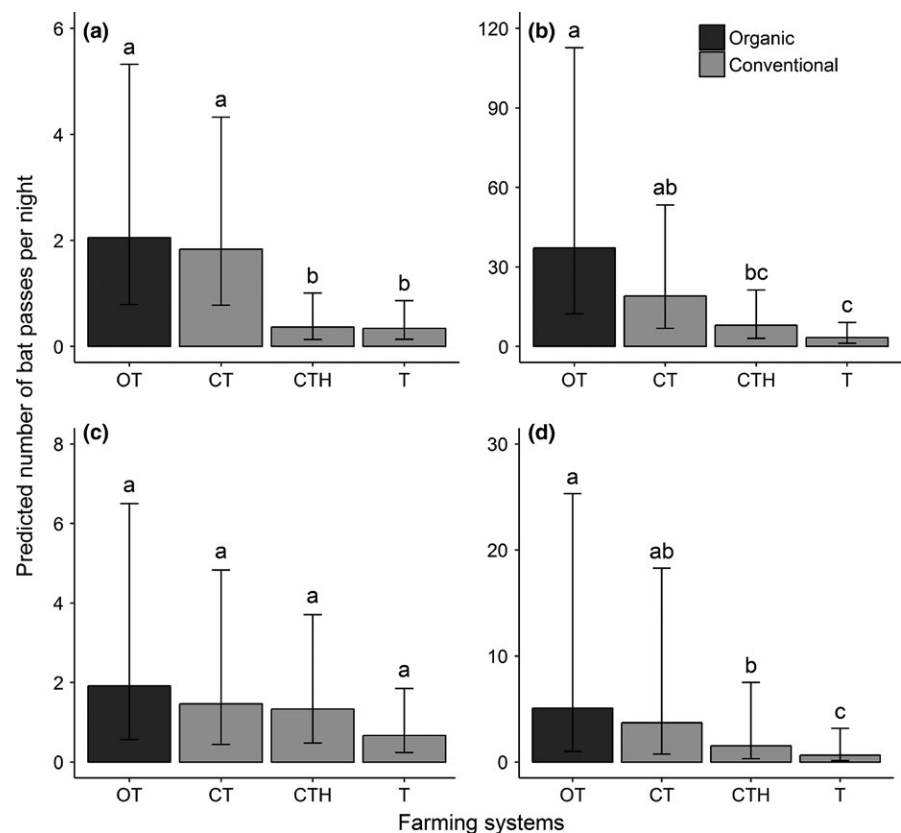 Predicted number of bat passes per night
(a)
6
4
2
0
a
a
b
b
OT CT CTH T
(b)
120
90
60
30
0
a
ab
bc
c
Organic
Conventional
OT CT CTH T
(c)
8
6
4
2
0
a
a
a
a
OT CT CTH T
(d)
30
20
10
0
a
ab
b
c
OT CT CTH T
Farming systems